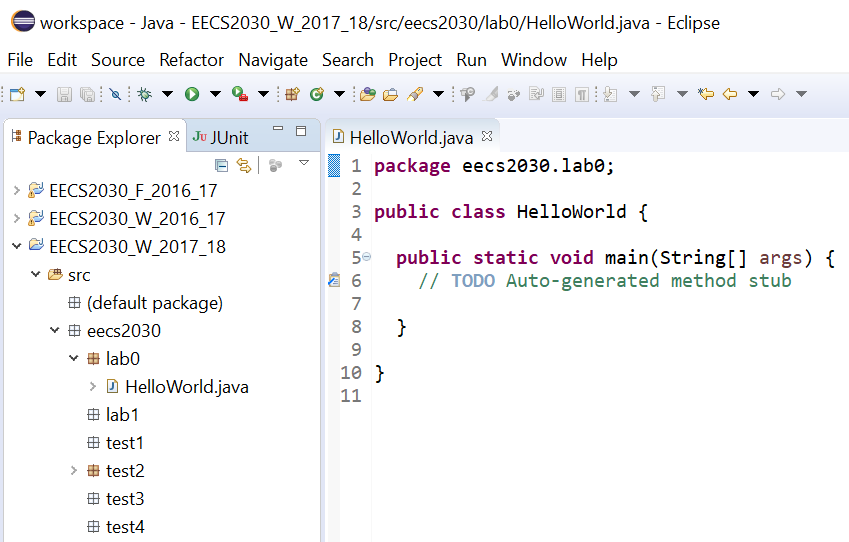 workspace - Java - EECS2030_W_2017_18/src/eecs2030/lab0/HelloWorld.java - Eclipse
File Edit Source Refactor Navigate Search Project Run Window Help
Package Explorer JUnit
EECS2030_F_2016_17
EECS2030_W_2016_17
EECS2030_W_2017_18
src
(default package)
eecs2030
lab0
HelloWorld.java
lab1
test1
test2
test3
test4
HelloWorld.java
1 package eecs2030.lab0;
2
3 public class HelloWorld {
4
5 public static void main(String[] args) {
6 // TODO Auto-generated method stub
7
8 }
9
10 }
11